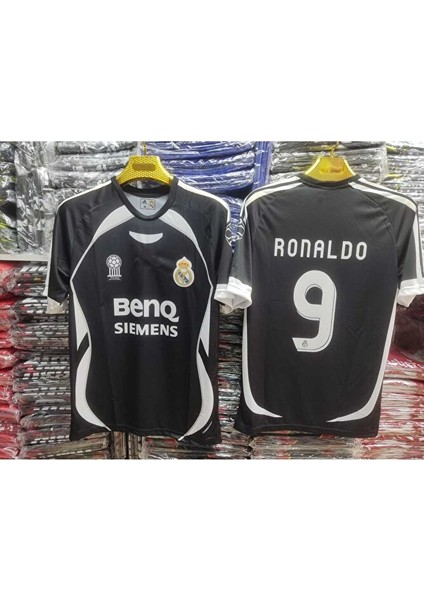 BenQ
SIEMENS
RONALDO
9